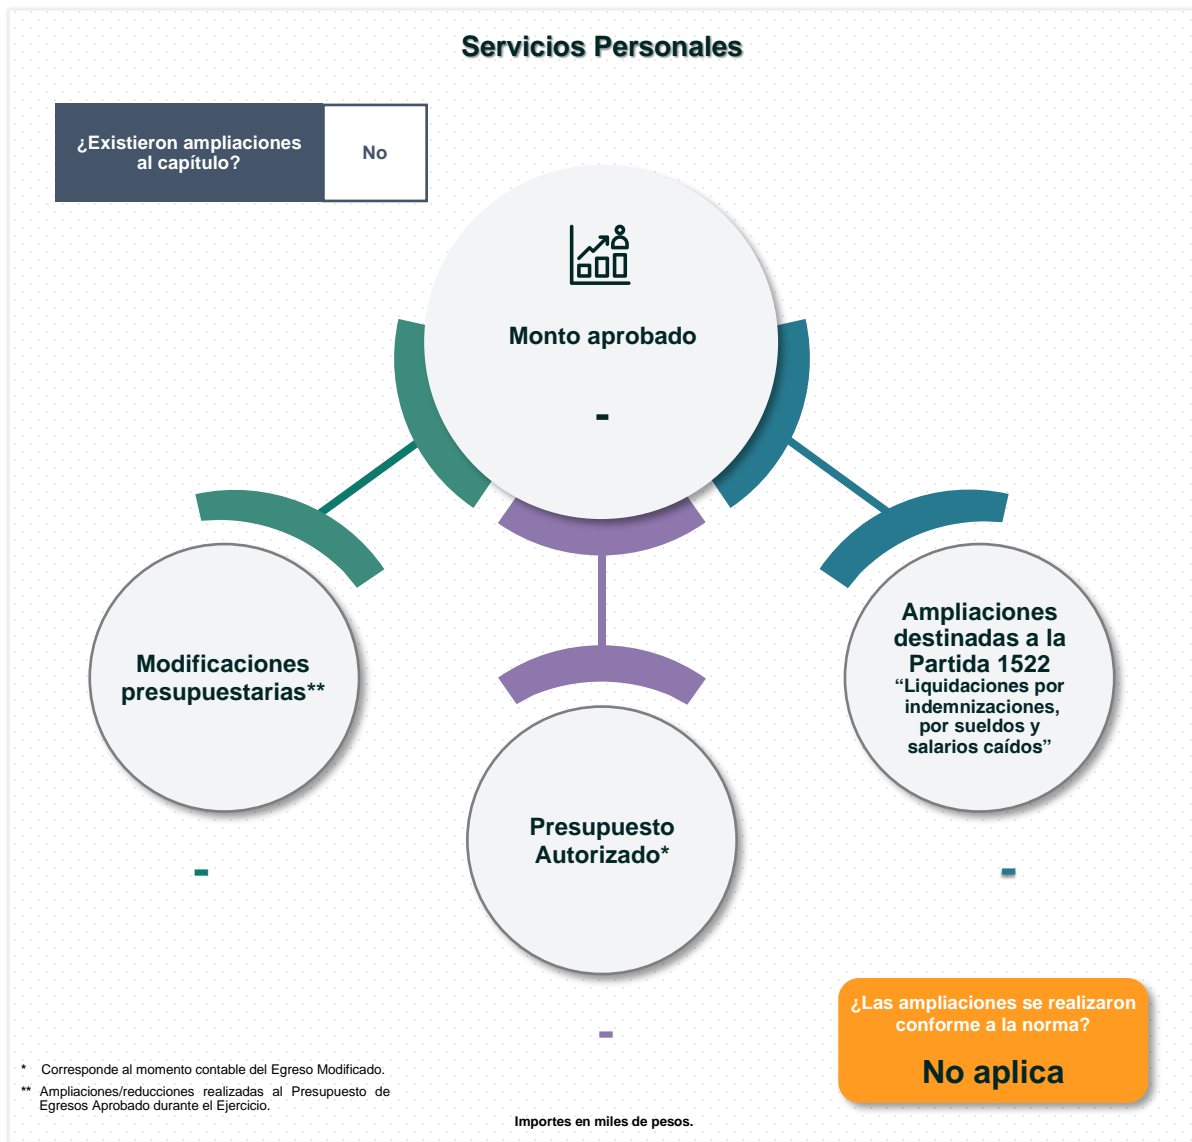 Servicios Personales
¿Existieron ampliaciones
al capítulo?
No
Monto aprobado
-
Modificaciones
presupuestarias**
-
Presupuesto
Autorizado*
-
Ampliaciones
destinadas a la
Partida 1522
“Liquidaciones por
indemnizaciones,
por sueldos y
salarios caídos”
-
¿Las ampliaciones se realizaron
conforme a la norma?
No aplica
* Corresponde al momento contable del Egreso Modificado.
** Ampliaciones/reducciones realizadas al Presupuesto de
Egresos Aprobado durante el Ejercicio.
Importes en miles de pesos.